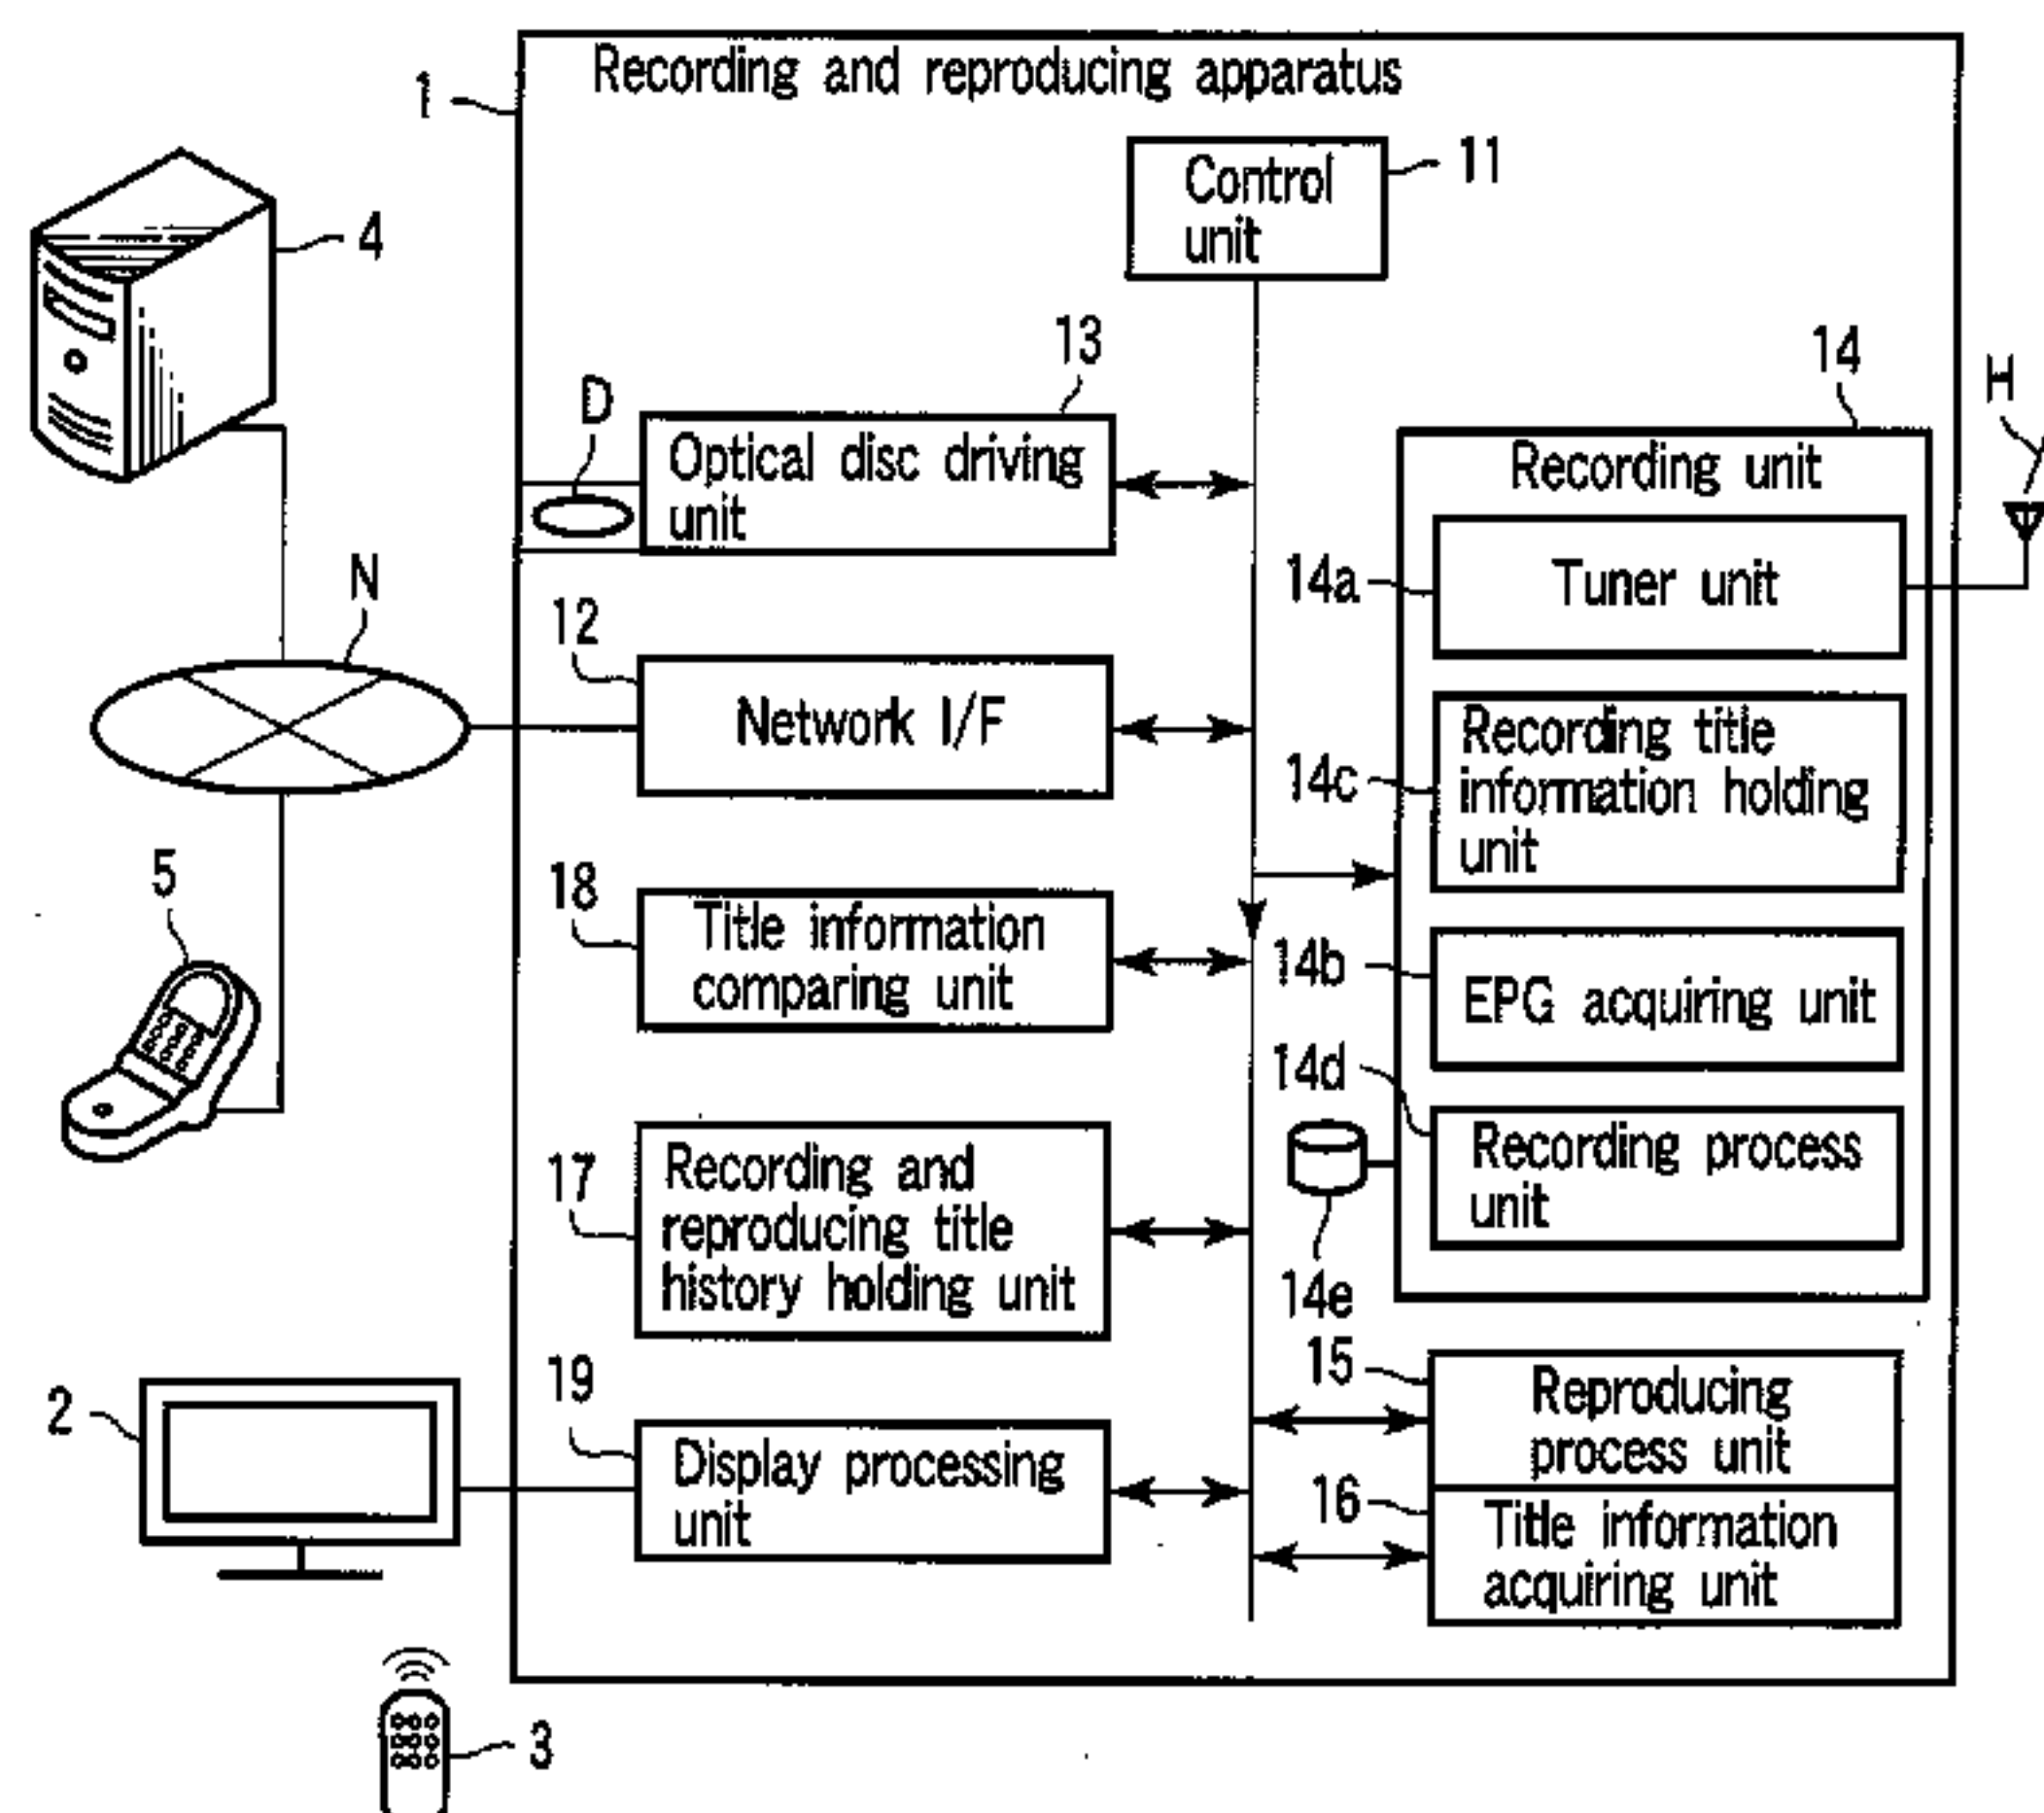 Recording and reproducing apparatus
1
Control
unit
11
4
13
D
Optical disc driving
unit
14
H
Recording unit
14a
Tuner unit
N
12
Network I/F
14c
Recording title
information holding
unit
5
18
Title information
comparing unit
14b
EPG acquiring unit
14d
Recording process
unit
14e
17
Recording and
reproducing title
history holding unit
15
Reproducing
process unit
2
19
Display processing
unit
16
Title information
acquiring unit
3